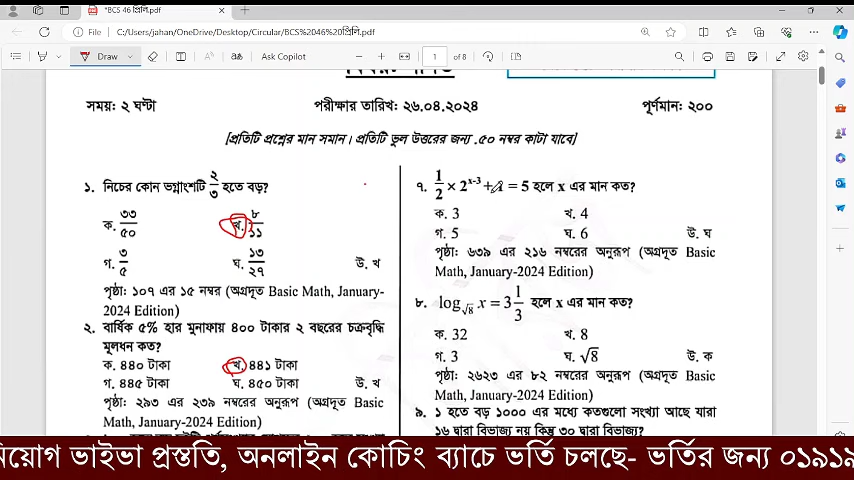 *BCS 46 প্রিলি.pdf
File
C:/Users/jahan/OneDrive/Desktop/Circular/BCS%2046%20প্রিলি.pdf
Draw
Ask Copilot
1 of 8
সময়: ২ ঘণ্টা
পরীক্ষার তারিখ: ২৬.০৪.২০২৪
পূর্ণমান: ২০০
[প্রতিটি প্রশ্নের মান সমান। প্রতিটি ভুল উত্তরের জন্য .৫০ নম্বর কাটা যাবে]
১. নিচের কোন ভগ্নাংশটি ২/৩ হতে বড়?
ক. ৩৩/৫০ খ. ৮/১১
গ. ৩/৫ ঘ. ১৩/২৭ উ. খ
পৃষ্ঠা: ১০৭ এর ১৫ নম্বর (অগ্রদূত Basic Math, January-
2024 Edition)
২. বার্ষিক ৫% হার মুনাফায় ৪০০ টাকার ২ বছরের চক্রবৃদ্ধি
মূলধন কত?
ক. ৪৪০ টাকা খ. ৪৪১ টাকা
গ. ৪৪৫ টাকা ঘ. ৪৫০ টাকা উ. খ
পৃষ্ঠা: ২৯৩ এর ২৩৯ নম্বরের অনুরূপ (অগ্রদূত Basic
Math, January-2024 Edition)
৭. 1/2 × 2^(x-3) + = 5 হলে x এর মান কত?
ক. 3 খ. 4
গ. 5 ঘ. 6 উ. ঘ
পৃষ্ঠা: ৬৩৯ এর ২১৬ নম্বরের অনুরূপ (অগ্রদূত Basic
Math, January-2024 Edition)
৮. log_√8 x = 3 1/3 হলে x এর মান কত?
ক. 32 খ. 8
গ. 3 ঘ. √8 উ. ক
পৃষ্ঠা: ২৬২৩ এর ৮২ নম্বরের অনুরূপ (অগ্রদূত Basic
Math, January-2024 Edition)
৯. ১ হতে বড় ১০০০ এর মধ্যে কতগুলো সংখ্যা আছে যারা
১৬ দ্বারা বিভাজ্য নয় কিন্তু ৩০ দ্বারা বিভাজ্য?
নিয়োগ ভাইভা প্রস্ততি, অনলাইন কোচিং ব্যাচে ভর্তি চলছে- ভর্তির জন্য ০১৯১৯